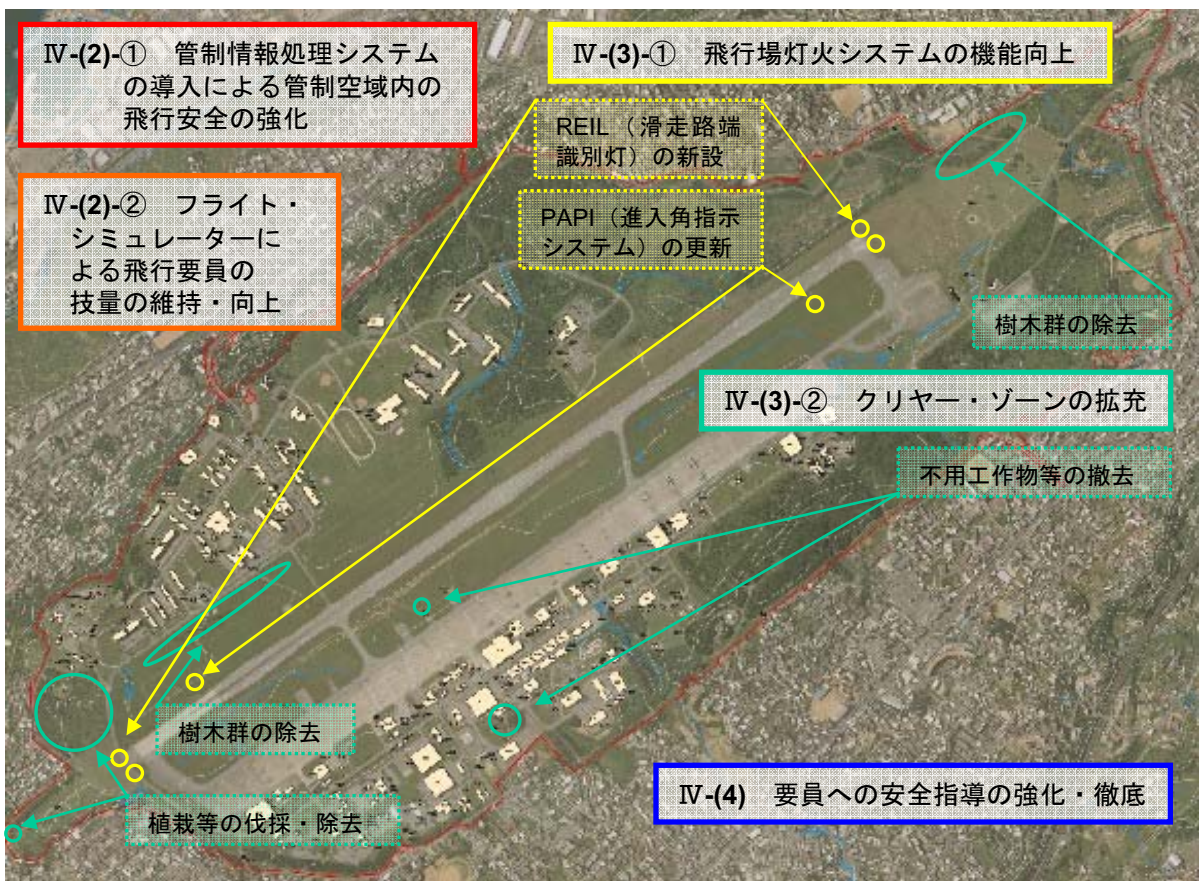 Ⅳ-(2)-① 管制情報処理システム
の導入による管制空域内の
飛行安全の強化
Ⅳ-(3)-① 飛行場灯火システムの機能向上
REIL（滑走路端
識別灯）の新設
Ⅳ-(2)-② フライト・
シミュレーターに
よる飛行要員の
技量の維持・向上
PAPI（進入角指示
システム）の更新
樹木群の除去
Ⅳ-(3)-② クリヤー・ゾーンの拡充
不用工作物等の撤去
樹木群の除去
植栽等の伐採・除去
Ⅳ-(4) 要員への安全指導の強化・徹底